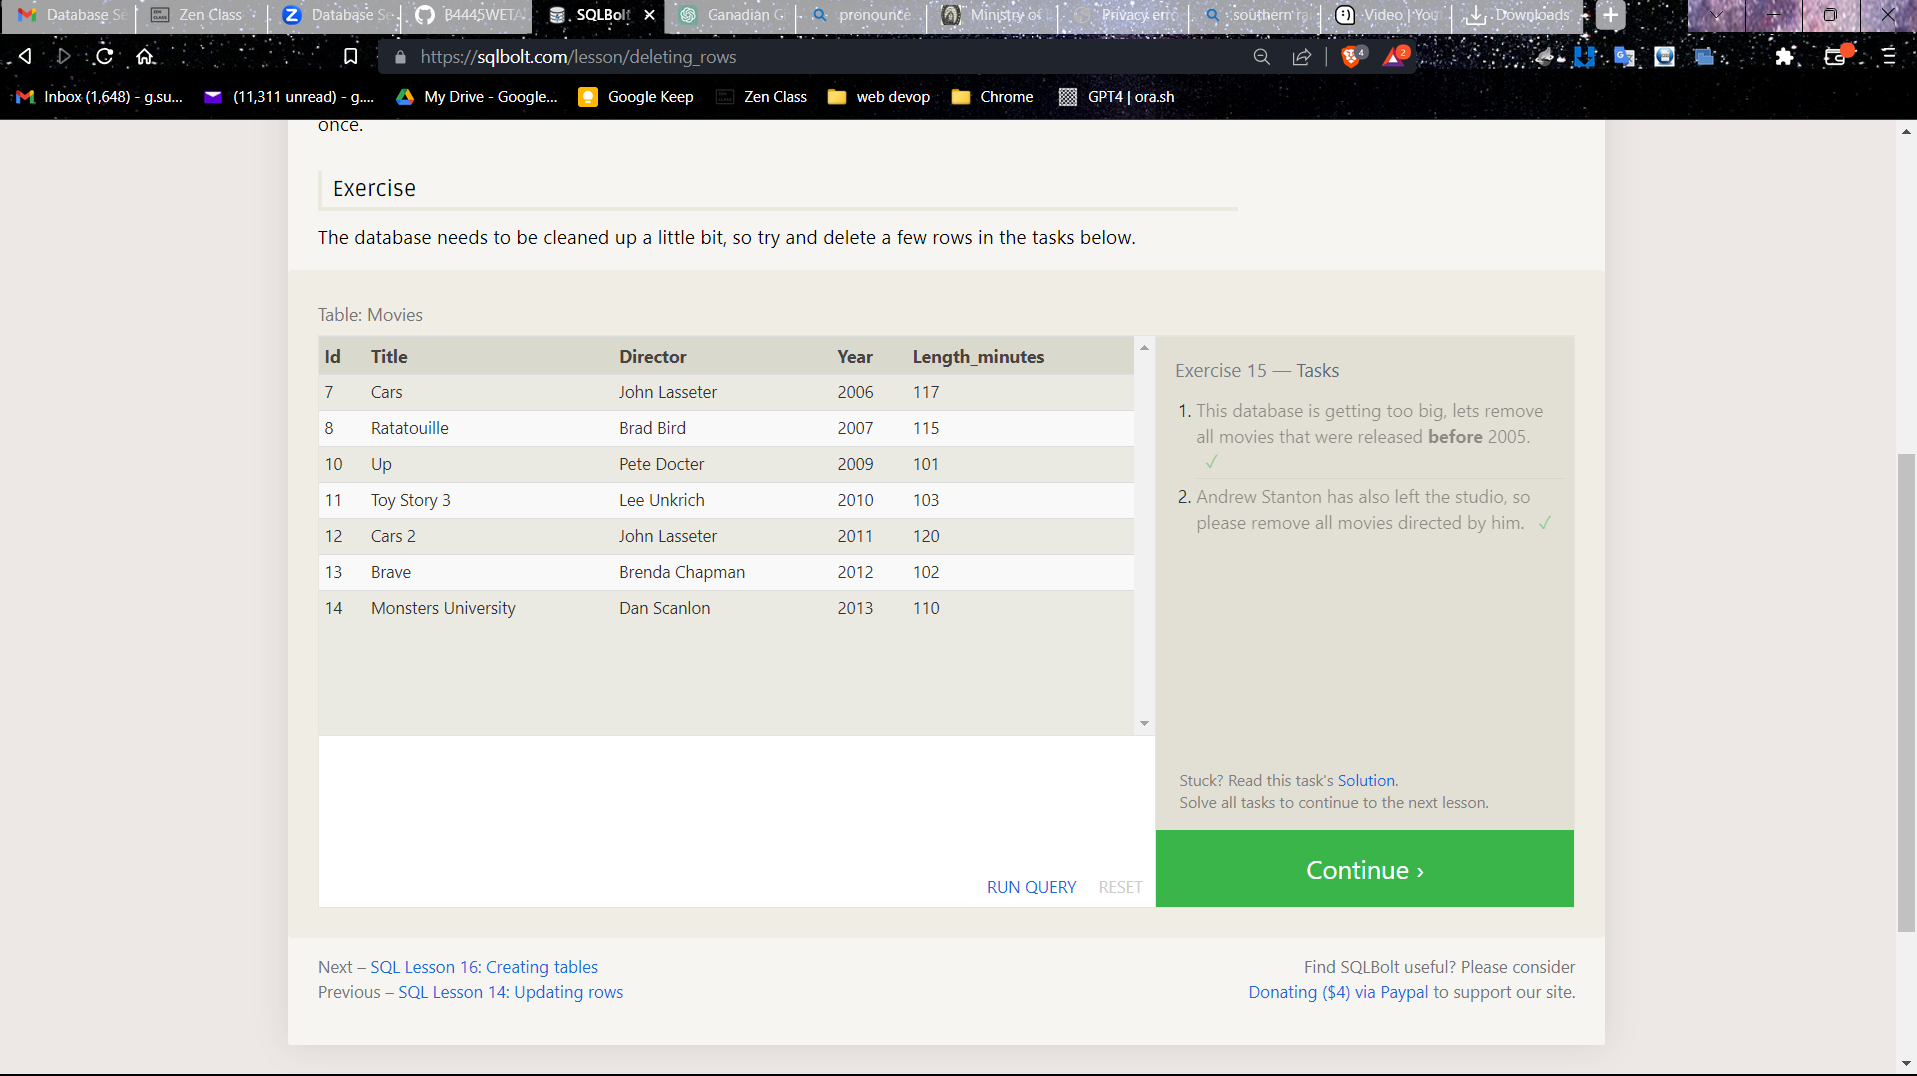 Database Se
Zen Class
Database Se
B4445WETA
SQLBolt
Ganadian G
pronounce
Ministry of
Privacy erro
southern rai
Video | You
Downloads
https://sqlbolt.com/lesson/deleting_rows
4
2
Inbox (1,648) - g.su...
(11,311 unread) - g....
My Drive - Google...
Google Keep
Zen Class
web devop
Chrome
GPT4 | ora.sh
once.
Exercise
The database needs to be cleaned up a little bit, so try and delete a few rows in the tasks below.
Table: Movies
Id Title Director Year Length_minutes
7 Cars John Lasseter 2006 117
8 Ratatouille Brad Bird 2007 115
10 Up Pete Docter 2009 101
11 Toy Story 3 Lee Unkrich 2010 103
12 Cars 2 John Lasseter 2011 120
13 Brave Brenda Chapman 2012 102
14 Monsters University Dan Scanlon 2013 110
Exercise 15 — Tasks
1. This database is getting too big, lets remove
all movies that were released before 2005.
✓
2. Andrew Stanton has also left the studio, so
please remove all movies directed by him. ✓
Stuck? Read this task's Solution.
Solve all tasks to continue to the next lesson.
RUN QUERY RESET
Continue ›
Next – SQL Lesson 16: Creating tables
Previous – SQL Lesson 14: Updating rows
Find SQLBolt useful? Please consider
Donating ($4) via Paypal to support our site.